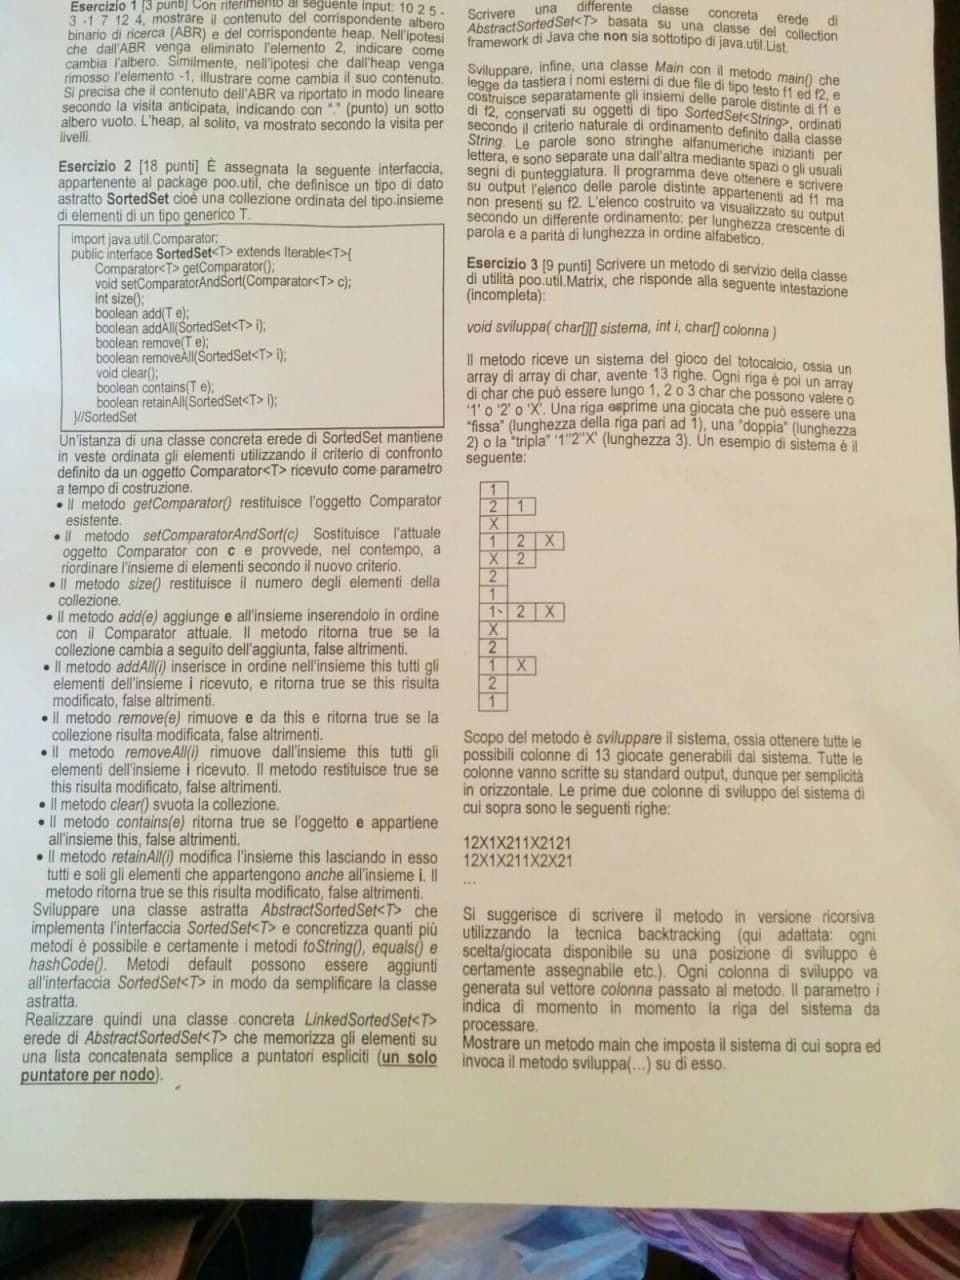 Esercizio 1 [3 punti] Con riferimento al seguente input: 10 2 5 -
3 -1 7 12 4, mostrare il contenuto del corrispondente albero
binario di ricerca (ABR) e del corrispondente heap. Nell'ipotesi
che dall'ABR venga eliminato l'elemento 2, indicare come
cambia l'albero. Similmente, nell'ipotesi che dall'heap venga
rimosso l'elemento -1, illustrare come cambia il suo contenuto.
Si precisa che il contenuto dell'ABR va riportato in modo lineare
secondo la visita anticipata, indicando con "." (punto) un sotto
albero vuoto. L'heap, al solito, va mostrato secondo la visita per
livelli.
Esercizio 2 [18 punti] È assegnata la seguente interfaccia,
appartenente al package poo.util, che definisce un tipo di dato
astratto SortedSet cioè una collezione ordinata del tipo insieme
di elementi di un tipo generico T.
import java.util.Comparator;
public interface SortedSet<T> extends Iterable<T>{
Comparator<T> getComparator();
void setComparatorAndSort(Comparator<T> c);
int size();
boolean add(T e);
boolean addAll(SortedSet<T> i);
boolean remove(T e);
boolean removeAll(SortedSet<T> i);
void clear();
boolean contains(T e);
boolean retainAll(SortedSet<T> i);
}//SortedSet
Un'istanza di una classe concreta erede di SortedSet mantiene
in veste ordinata gli elementi utilizzando il criterio di confronto
definito da un oggetto Comparator<T> ricevuto come parametro
a tempo di costruzione.
• Il metodo getComparator() restituisce l'oggetto Comparator
esistente.
• Il metodo setComparatorAndSort(c) Sostituisce l'attuale
oggetto Comparator con c e provvede, nel contempo, a
riordinare l'insieme di elementi secondo il nuovo criterio.
• Il metodo size() restituisce il numero degli elementi della
collezione.
• Il metodo add(e) aggiunge e all'insieme inserendolo in ordine
con il Comparator attuale. Il metodo ritorna true se la
collezione cambia a seguito dell'aggiunta, false altrimenti.
• Il metodo addAll(i) inserisce in ordine nell'insieme this tutti gli
elementi dell'insieme i ricevuto, e ritorna true se this risulta
modificato, false altrimenti.
• Il metodo remove(e) rimuove e da this e ritorna true se la
collezione risulta modificata, false altrimenti.
• Il metodo removeAll(i) rimuove dall'insieme this tutti gli
elementi dell'insieme i ricevuto. Il metodo restituisce true se
this risulta modificato, false altrimenti.
• Il metodo clear() svuota la collezione.
• Il metodo contains(e) ritorna true se l'oggetto e appartiene
all'insieme this, false altrimenti.
• Il metodo retainAll(i) modifica l'insieme this lasciando in esso
tutti e soli gli elementi che appartengono anche all'insieme i. Il
metodo ritorna true se this risulta modificato, false altrimenti.
Sviluppare una classe astratta AbstractSortedSet<T> che
implementa l'interfaccia SortedSet<T> e concretizza quanti più
metodi è possibile e certamente i metodi toString(), equals() e
hashCode(). Metodi default possono essere aggiunti
all'interfaccia SortedSet<T> in modo da semplificare la classe
astratta.
Realizzare quindi una classe concreta LinkedSortedSet<T>
erede di AbstractSortedSet<T> che memorizza gli elementi su
una lista concatenata semplice a puntatori espliciti (un solo
puntatore per nodo).
Scrivere una differente classe concreta erede di
AbstractSortedSet<T> basata su una classe del collection
framework di Java che non sia sottotipo di java.util.List.
Sviluppare, infine, una classe Main con il metodo main() che
legge da tastiera i nomi esterni di due file di tipo testo f1 ed f2, e
costruisce separatamente gli insiemi delle parole distinte di f1 e
di f2, conservati su oggetti di tipo SortedSet<String>, ordinati
secondo il criterio naturale di ordinamento definito dalla classe
String. Le parole sono stringhe alfanumeriche inizianti per
lettera, e sono separate una dall'altra mediante spazi o gli usuali
segni di punteggiatura. Il programma deve ottenere e scrivere
su output l'elenco delle parole distinte appartenenti ad f1 ma
non presenti su f2. L'elenco costruito va visualizzato su output
secondo un differente ordinamento: per lunghezza crescente di
parola e a parità di lunghezza in ordine alfabetico.
Esercizio 3 [9 punti] Scrivere un metodo di servizio della classe
di utilità poo.util.Matrix, che risponde alla seguente intestazione
(incompleta):
void sviluppa( char[][] sistema, int i, char[] colonna )
Il metodo riceve un sistema del gioco del totocalcio, ossia un
array di array di char, avente 13 righe. Ogni riga è poi un array
di char che può essere lungo 1, 2 o 3 char che possono valere o
'1' o '2' o 'X'. Una riga esprime una giocata che può essere una
"fissa" (lunghezza della riga pari ad 1), una "doppia" (lunghezza
2) o la "tripla" '1''2''X' (lunghezza 3). Un esempio di sistema è il
seguente:
1
2 1
X
1 2 X
X 2
2
1
1 2 X
X
2
1 X
2
1
Scopo del metodo è sviluppare il sistema, ossia ottenere tutte le
possibili colonne di 13 giocate generabili dal sistema. Tutte le
colonne vanno scritte su standard output, dunque per semplicità
in orizzontale. Le prime due colonne di sviluppo del sistema di
cui sopra sono le seguenti righe:
12X1X211X2121
12X1X211X2X21
...
Si suggerisce di scrivere il metodo in versione ricorsiva
utilizzando la tecnica backtracking (qui adattata: ogni
scelta/giocata disponibile su una posizione di sviluppo è
certamente assegnabile etc.). Ogni colonna di sviluppo va
generata sul vettore colonna passato al metodo. Il parametro i
indica di momento in momento la riga del sistema da
processare.
Mostrare un metodo main che imposta il sistema di cui sopra ed
invoca il metodo sviluppa(...) su di esso.